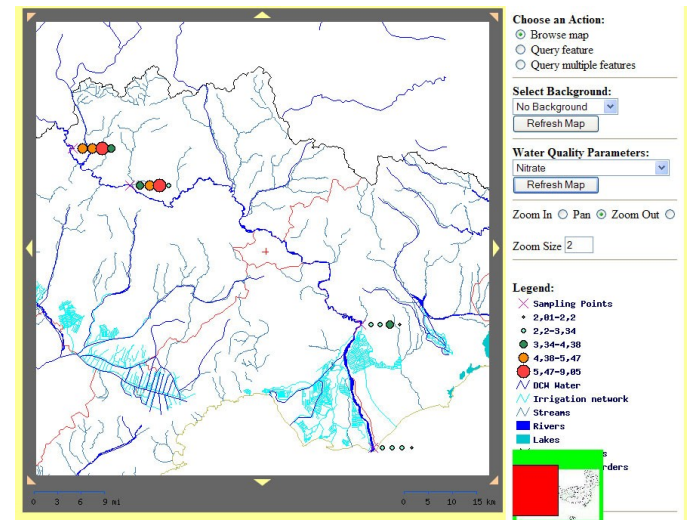 Choose an Action:
Browse map
Query feature
Query multiple features
Select Background:
No Background
Refresh Map
Water Quality Parameters:
Nitrate
Refresh Map
Zoom In Pan Zoom Out
Zoom Size 2
Legend:
Sampling Points
2,01-2,2
2,2-3,34
3,34-4,38
4,38-5,47
5,47-9,05
DCW Water
Irrigation network
Streams
Rivers
Lakes
0 3 6 9 mi
0 5 10 15 km